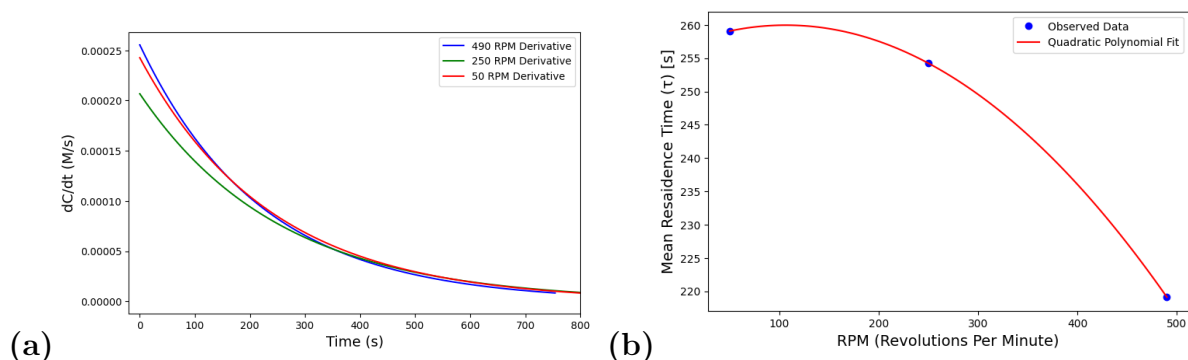 0.00025
0.00020
0.00015
0.00010
0.00005
0.00000
dC/dt (M/s)
490 RPM Derivative
250 RPM Derivative
50 RPM Derivative
0 100 200 300 400 500 600 700 800
Time (s)
(a)
260
255
250
245
240
235
230
225
220
Mean Resaidence Time (τ) [s]
Observed Data
Quadratic Polynomial Fit
100 200 300 400 500
RPM (Revolutions Per Minute)
(b)